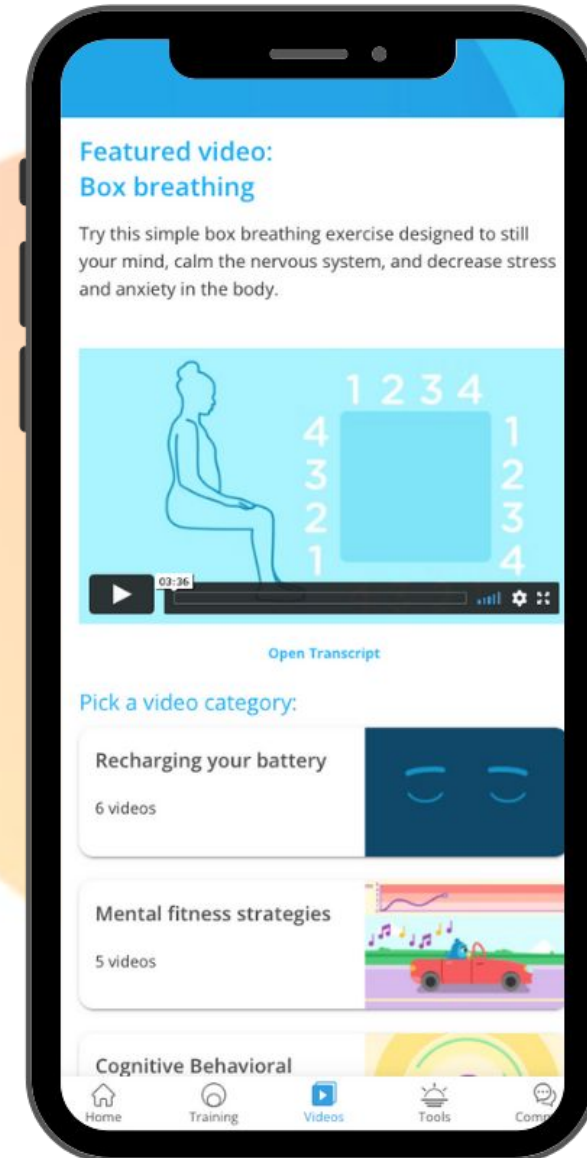 Featured video:
Box breathing
Try this simple box breathing exercise designed to still
your mind, calm the nervous system, and decrease stress
and anxiety in the body.
1 2 3 4
4 1
3 2
2 3
1 4
03:36
Open Transcript
Pick a video category:
Recharging your battery
6 videos
Mental fitness strategies
5 videos
Cognitive Behavioral
Home Training Videos Tools Comm